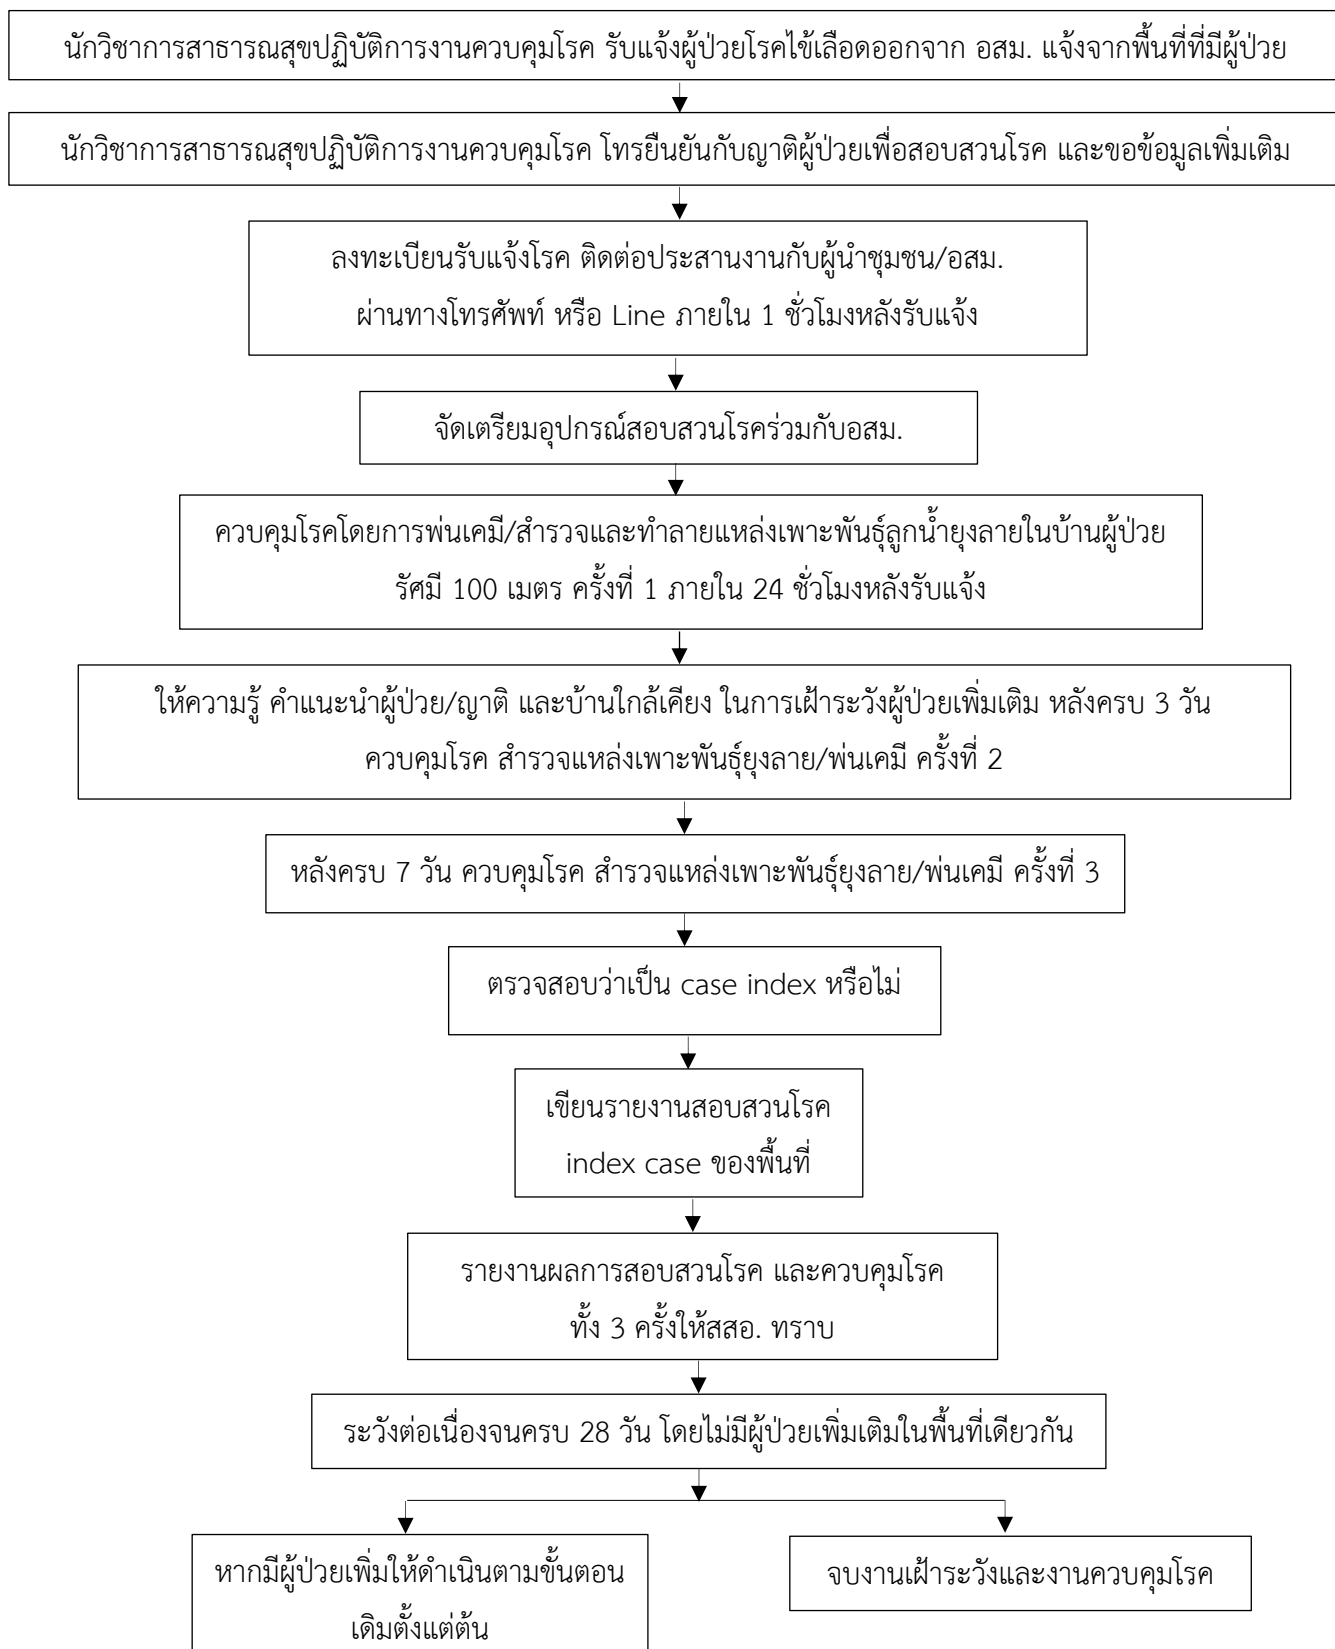 นักวิชาการสาธารณสุขปฏิบัติการงานควบคุมโรค รับแจ้งผู้ป่วยโรคไข้เลือดออกจาก อสม. แจ้งจากพื้นที่ที่มีผู้ป่วย
นักวิชาการสาธารณสุขปฏิบัติการงานควบคุมโรค โทรยืนยันกับญาติผู้ป่วยเพื่อสอบสวนโรค และขอข้อมูลเพิ่มเติม
ลงทะเบียนรับแจ้งโรค ติดต่อประสานงานกับผู้นำชุมชน/อสม.
ผ่านทางโทรศัพท์ หรือ Line ภายใน 1 ชั่วโมงหลังรับแจ้ง
จัดเตรียมอุปกรณ์สอบสวนโรคร่วมกับอสม.
ควบคุมโรคโดยการพ่นเคมี/สำรวจและทำลายแหล่งเพาะพันธุ์ลูกน้ำยุงลายในบ้านผู้ป่วย
รัศมี 100 เมตร ครั้งที่ 1 ภายใน 24 ชั่วโมงหลังรับแจ้ง
ให้ความรู้ คำแนะนำผู้ป่วย/ญาติ และบ้านใกล้เคียง ในการเฝ้าระวังผู้ป่วยเพิ่มเติม หลังครบ 3 วัน
ควบคุมโรค สำรวจแหล่งเพาะพันธุ์ยุงลาย/พ่นเคมี ครั้งที่ 2
หลังครบ 7 วัน ควบคุมโรค สำรวจแหล่งเพาะพันธุ์ยุงลาย/พ่นเคมี ครั้งที่ 3
ตรวจสอบว่าเป็น case index หรือไม่
เขียนรายงานสอบสวนโรค
index case ของพื้นที่
รายงานผลการสอบสวนโรค และควบคุมโรค
ทั้ง 3 ครั้งให้สสอ. ทราบ
ระวังต่อเนื่องจนครบ 28 วัน โดยไม่มีผู้ป่วยเพิ่มเติมในพื้นที่เดียวกัน
หากมีผู้ป่วยเพิ่มให้ดำเนินตามขั้นตอน
เดิมตั้งแต่ต้น
จบงานเฝ้าระวังและงานควบคุมโรค